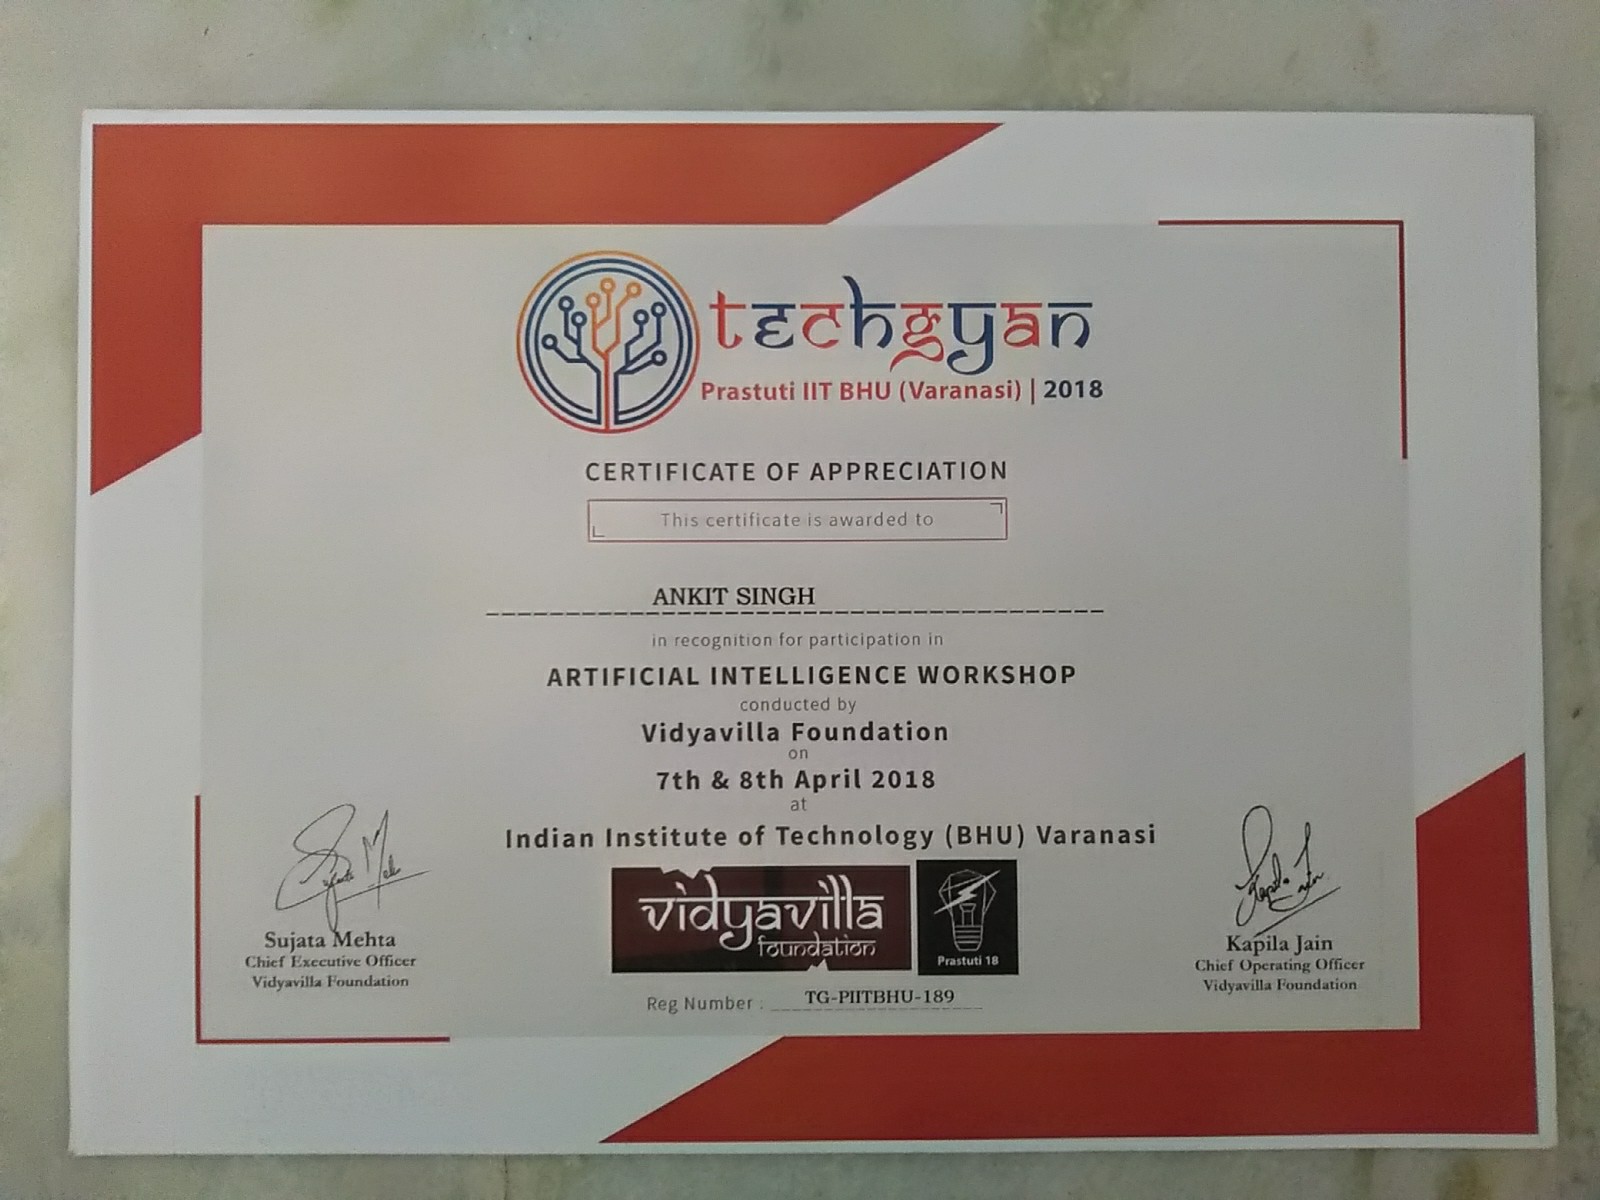 techgyan
Prastuti IIT BHU (Varanasi) | 2018
CERTIFICATE OF APPRECIATION
This certificate is awarded to
ANKIT SINGH
in recognition for participation in
ARTIFICIAL INTELLIGENCE WORKSHOP
conducted by
Vidyavilla Foundation
on
7th & 8th April 2018
at
Indian Institute of Technology (BHU) Varanasi
Sujata Mehta
Chief Executive Officer
Vidyavilla Foundation
vidyavilla
foundation
Prastuti 18
Reg Number : TG-PIITBHU-189
Kapila Jain
Chief Operating Officer
Vidyavilla Foundation